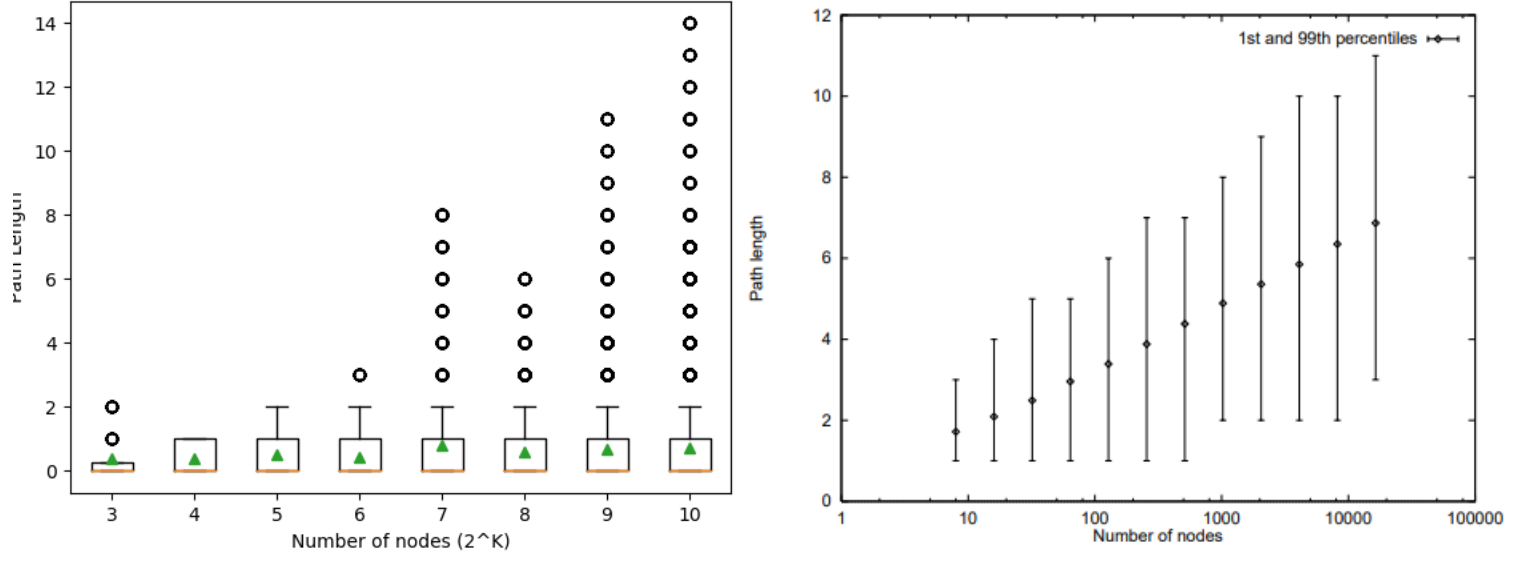 14
12
10
8
6
4
2
0
Path Length
3 4 5 6 7 8 9 10
Number of nodes (2^K)
12
10
8
6
4
2
0
Path length
1st and 99th percentiles
1 10 100 1000 10000 100000
Number of nodes